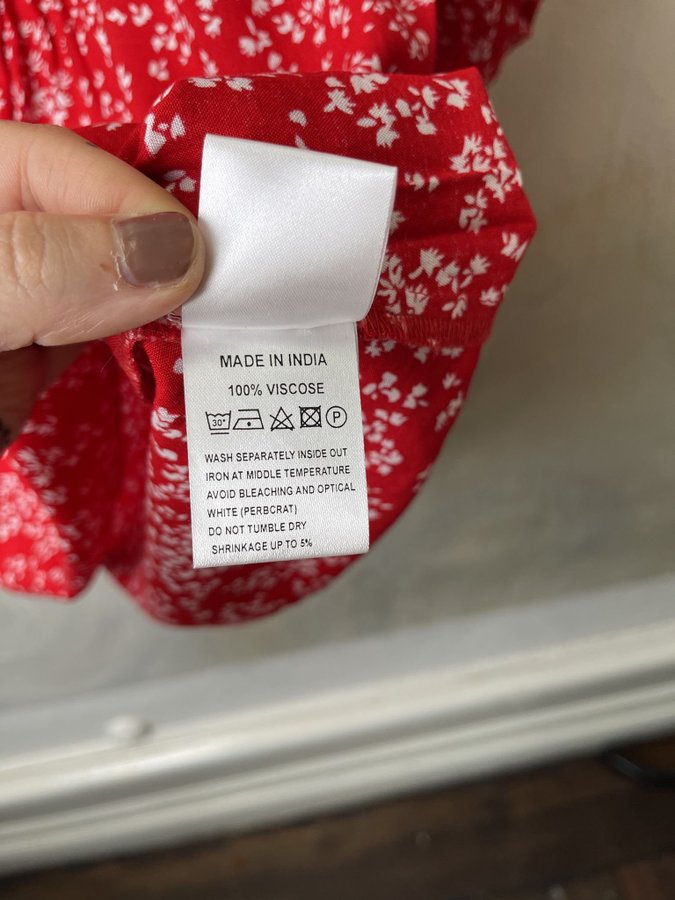 MADE IN INDIA
100% VISCOSE
30° P
WASH SEPARATELY INSIDE OUT
IRON AT MIDDLE TEMPERATURE
AVOID BLEACHING AND OPTICAL
WHITE (PERBCRAT)
DO NOT TUMBLE DRY
SHRINKAGE UP TO 5%